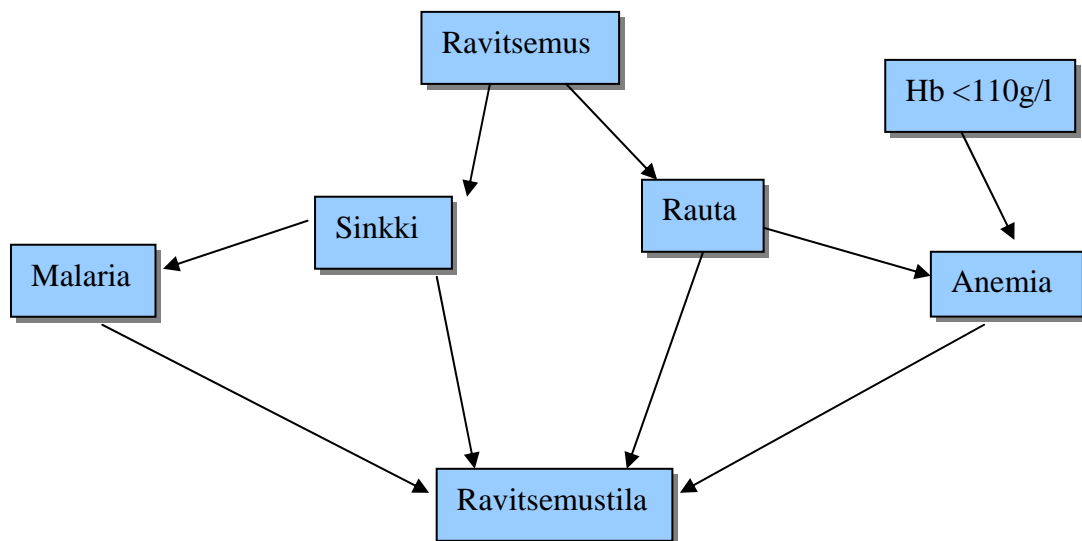 Ravitsemus
Hb <110g/l
Sinkki
Rauta
Malaria
Anemia
Ravitsemustila